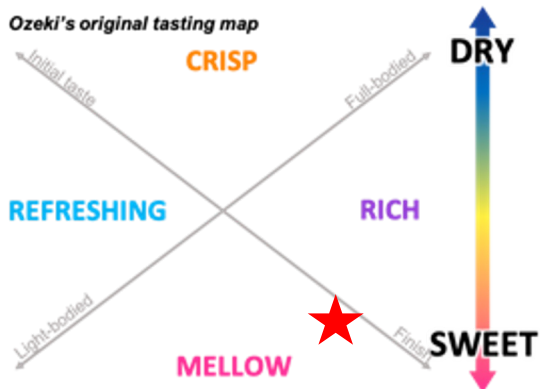 Ozeki's original tasting map
CRISP
DRY
Initial taste
Full-bodied
REFRESHING
RICH
Light-bodied
Finish
SWEET
MELLOW